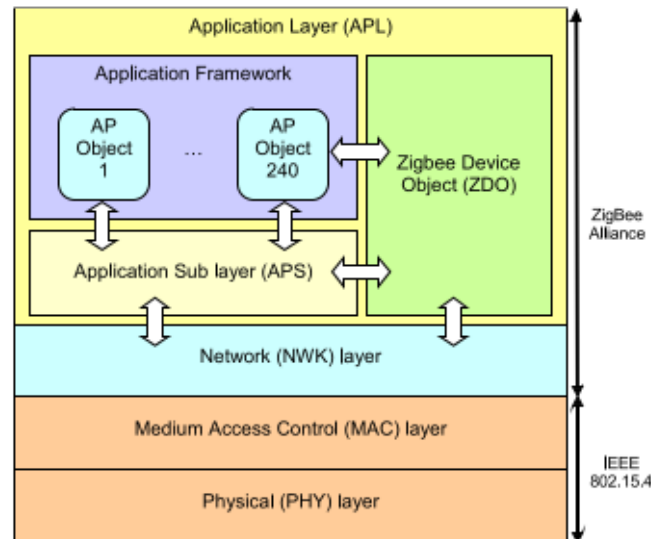 Application Layer (APL)
Application Framework
AP
Object
1
...
AP
Object
240
Zigbee Device
Object (ZDO)
Application Sub layer (APS)
Network (NWK) layer
Medium Access Control (MAC) layer
Physical (PHY) layer
ZigBee
Alliance
IEEE
802.15.4